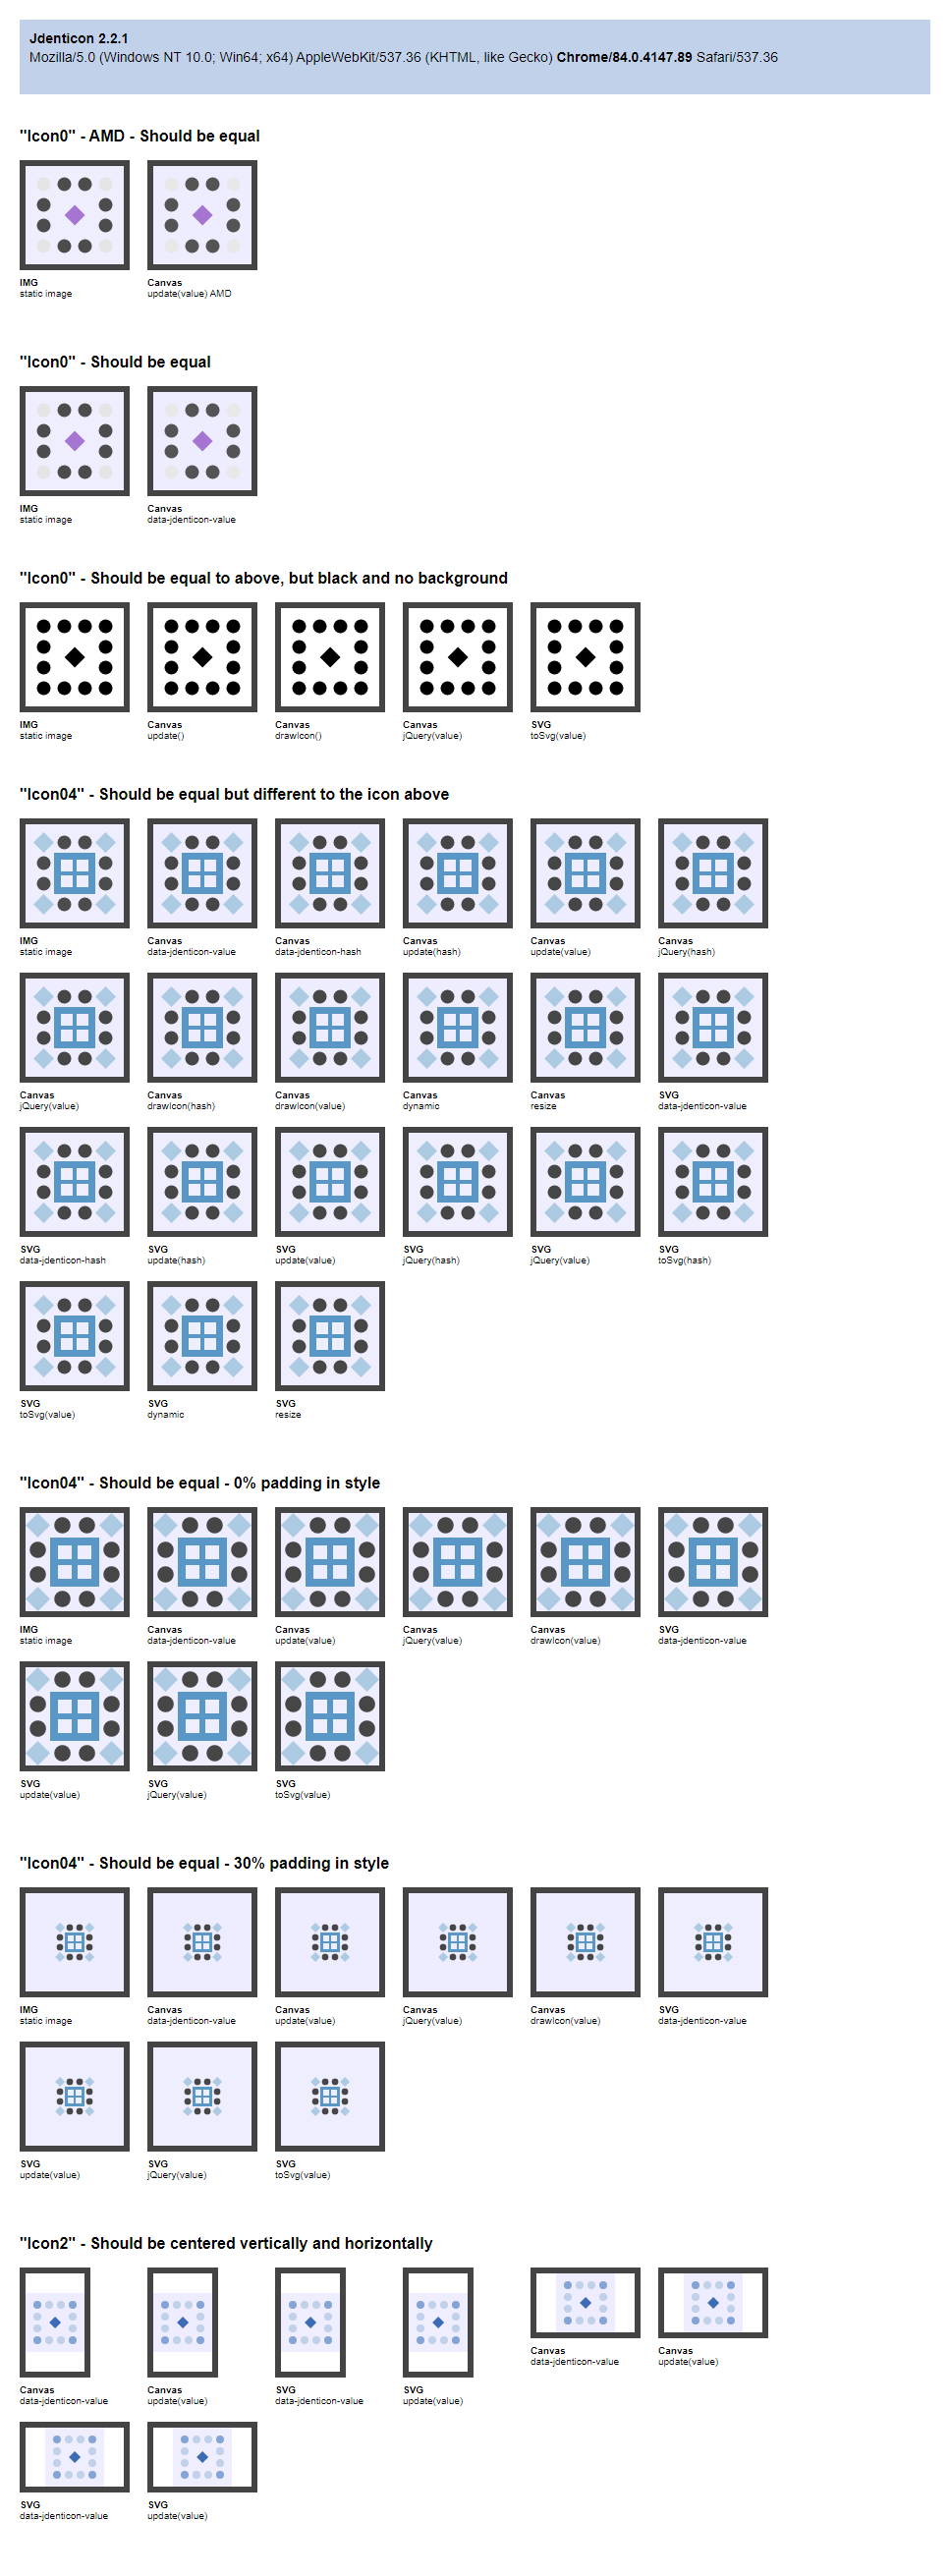 Jdenticon 2.2.1
Mozilla/5.0 (Windows NT 10.0; Win64; x64) AppleWebKit/537.36 (KHTML, like Gecko) Chrome/84.0.4147.89 Safari/537.36
"Icon0" - AMD - Should be equal
IMG
static image
Canvas
update(value) AMD
"Icon0" - Should be equal
IMG
static image
Canvas
data-jdenticon-value
"Icon0" - Should be equal to above, but black and no background
IMG
static image
Canvas
update()
Canvas
drawIcon()
Canvas
jQuery(value)
SVG
toSvg(value)
"Icon04" - Should be equal but different to the icon above
IMG
static image
Canvas
data-jdenticon-value
Canvas
data-jdenticon-hash
Canvas
update(hash)
Canvas
update(value)
Canvas
jQuery(hash)
Canvas
jQuery(value)
Canvas
drawIcon(hash)
Canvas
drawIcon(value)
Canvas
dynamic
Canvas
resize
SVG
data-jdenticon-value
SVG
data-jdenticon-hash
SVG
update(hash)
SVG
update(value)
SVG
jQuery(hash)
SVG
jQuery(value)
SVG
toSvg(hash)
SVG
toSvg(value)
SVG
dynamic
SVG
resize
"Icon04" - Should be equal - 0% padding in style
IMG
static image
Canvas
data-jdenticon-value
Canvas
update(value)
Canvas
jQuery(value)
Canvas
drawIcon(value)
SVG
data-jdenticon-value
SVG
update(value)
SVG
jQuery(value)
SVG
toSvg(value)
"Icon04" - Should be equal - 30% padding in style
IMG
static image
Canvas
data-jdenticon-value
Canvas
update(value)
Canvas
jQuery(value)
Canvas
drawIcon(value)
SVG
data-jdenticon-value
SVG
update(value)
SVG
jQuery(value)
SVG
toSvg(value)
"Icon2" - Should be centered vertically and horizontally
Canvas
data-jdenticon-value
Canvas
update(value)
SVG
data-jdenticon-value
SVG
update(value)
Canvas
data-jdenticon-value
Canvas
update(value)
SVG
data-jdenticon-value
SVG
update(value)